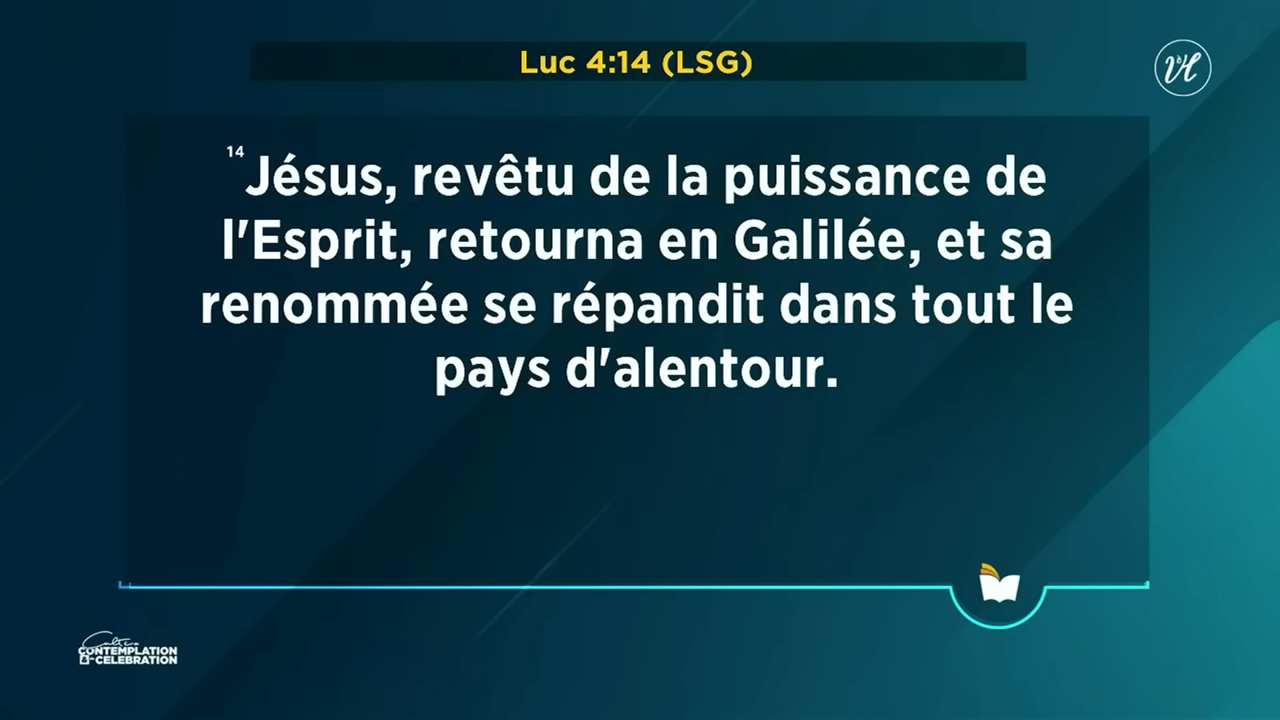 Luc 4:14 (LSG)
14 Jésus, revêtu de la puissance de
l'Esprit, retourna en Galilée, et sa
renommée se répandit dans tout le
pays d'alentour.
Culte
CONTEMPLATION
CELEBRATION